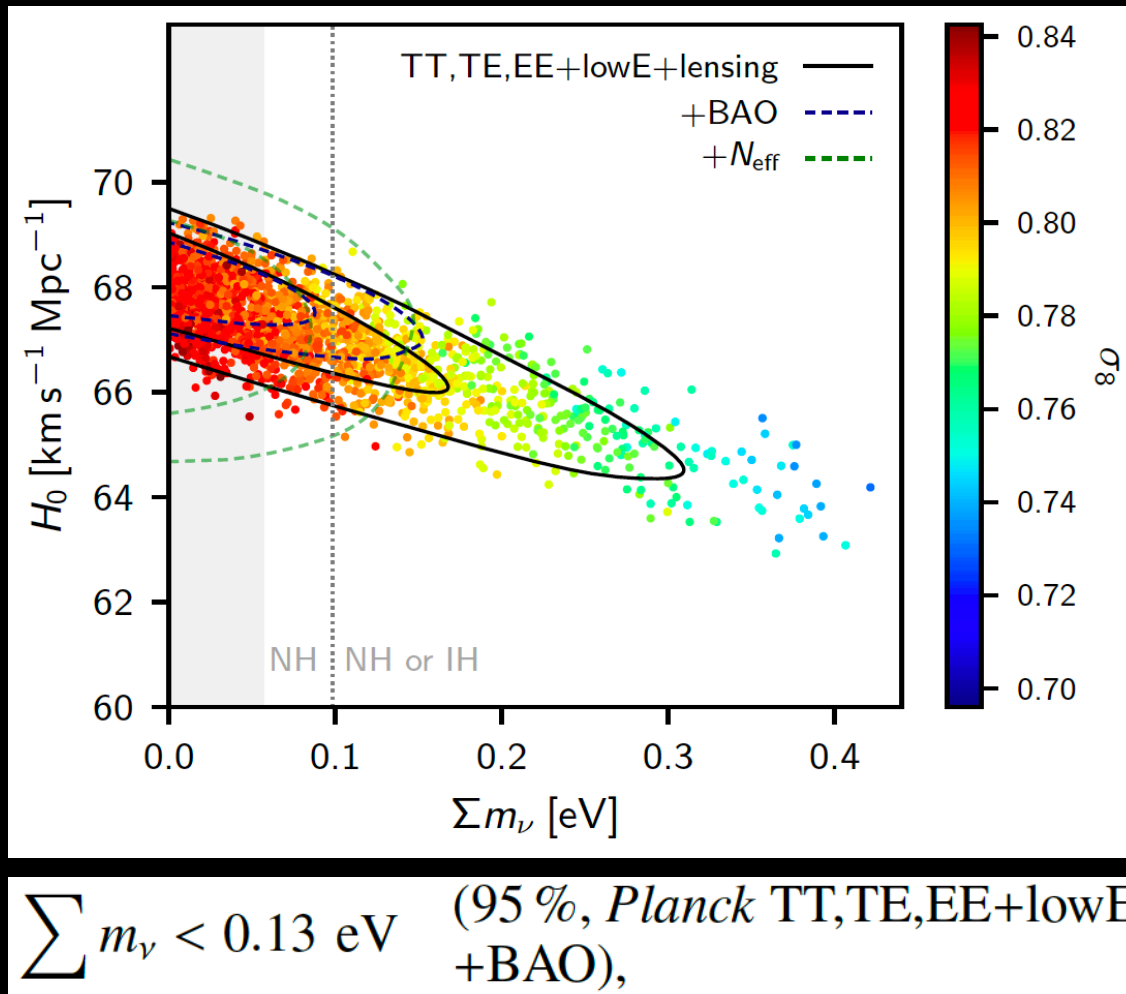 TT,TE,EE+lowE+lensing
+BAO
+N_eff
70
68
66
64
62
60
H₀ [km s⁻¹ Mpc⁻¹]
NH NH or IH
0.0 0.1 0.2 0.3 0.4
Σm_ν [eV]
0.84
0.82
0.80
0.78
0.76
0.74
0.72
0.70
σ₈
∑ m_ν < 0.13 eV (95 %, Planck TT,TE,EE+lowE
+BAO),